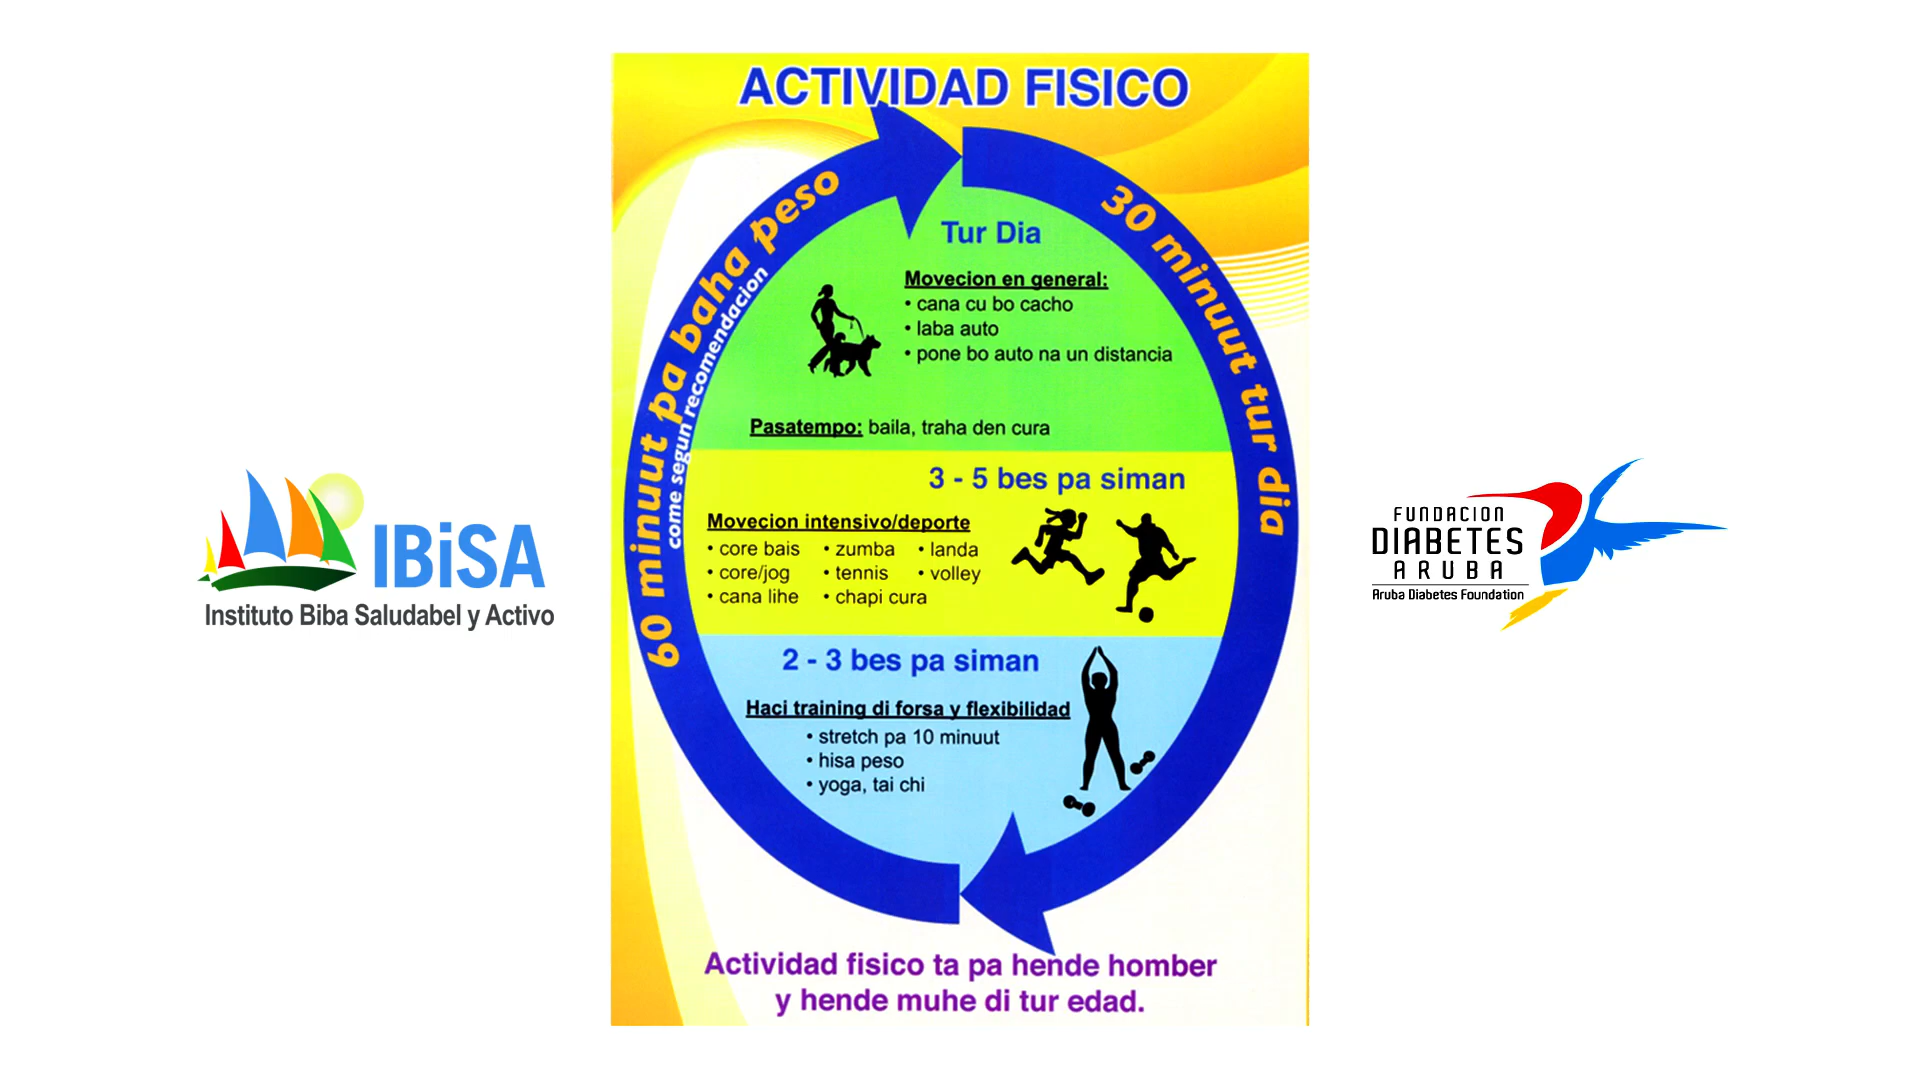 ACTIVIDAD FISICO
60 minuut pa baha peso
come segun recomendacion
30 minuut tur dia
Tur Dia
Movecion en general:
• cana cu bo cacho
• laba auto
• pone bo auto na un distancia
Pasatempo: baila, traha den cura
3 - 5 bes pa siman
Movecion intensivo/deporte
• core bais • zumba • landa
• core/jog • tennis • volley
• cana lihe • chapi cura
2 - 3 bes pa siman
Haci training di forsa y flexibilidad
• stretch pa 10 minuut
• hisa peso
• yoga, tai chi
Actividad fisico ta pa hende homber
y hende muhe di tur edad.
IBiSA
Instituto Biba Saludabel y Activo
FUNDACION
DIABETES
ARUBA
Aruba Diabetes Foundation